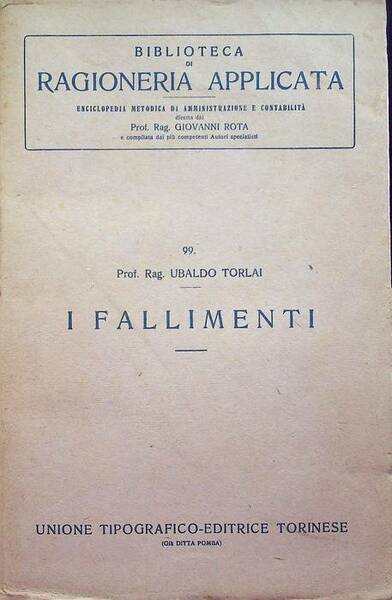 BIBLIOTECA
DI
RAGIONERIA APPLICATA
ENCICLOPEDIA METODICA DI AMMINISTRAZIONE E CONTABILITÀ
diretta dal
Prof. Rag. GIOVANNI ROTA
e compilata dai più competenti Autori specialisti
99.
Prof. Rag. UBALDO TORLAI
I FALLIMENTI
UNIONE TIPOGRAFICO-EDITRICE TORINESE
(Già DITTA POMBA)